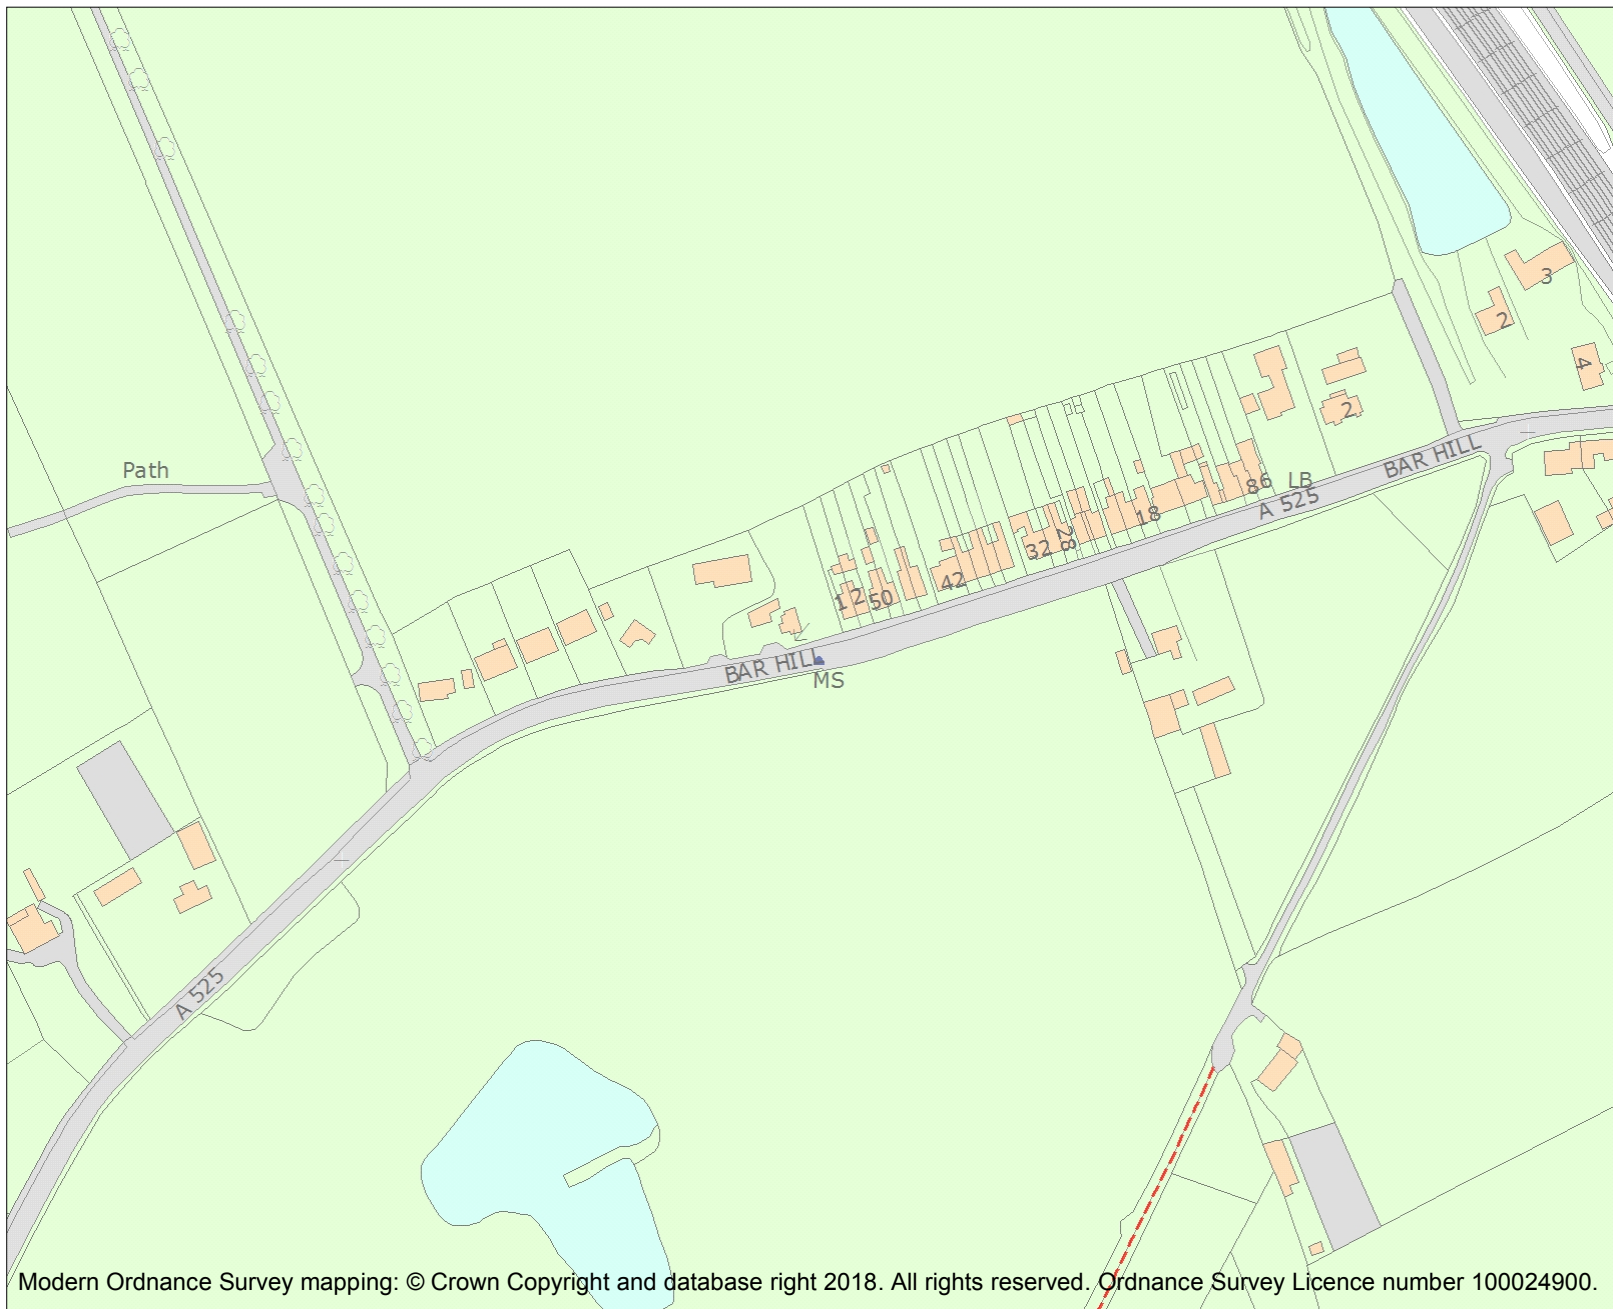 3
2
4
2
BAR HILL
Path
86
LB
A 525
18
28
32
42
1 2
50
BAR HILL
MS
A 525
Modern Ordnance Survey mapping: © Crown Copyright and database right 2018. All rights reserved. Ordnance Survey Licence number 100024900.